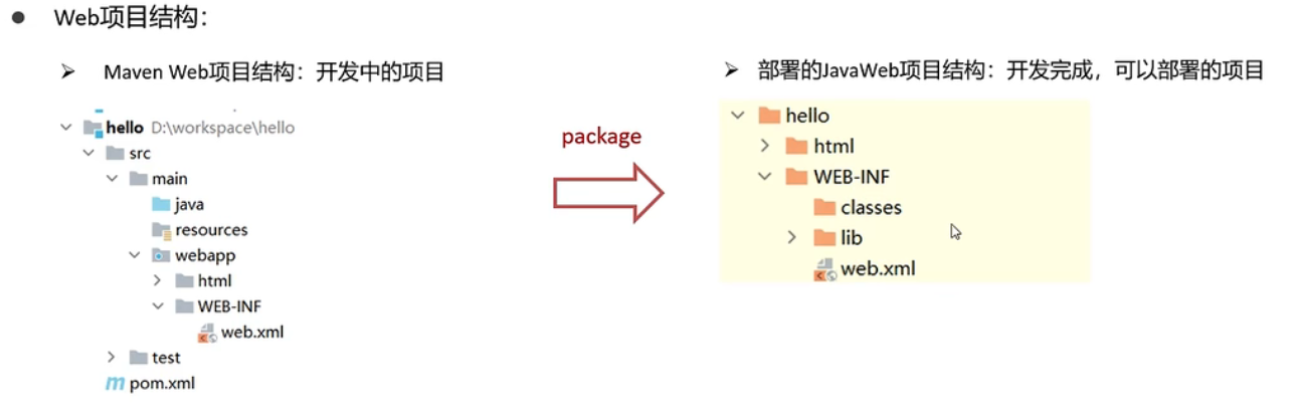 Web项目结构：
Maven Web项目结构：开发中的项目
hello D:\workspace\hello
src
main
java
resources
webapp
html
WEB-INF
web.xml
test
pom.xml
package
部署的JavaWeb项目结构：开发完成，可以部署的项目
hello
html
WEB-INF
classes
lib
web.xml